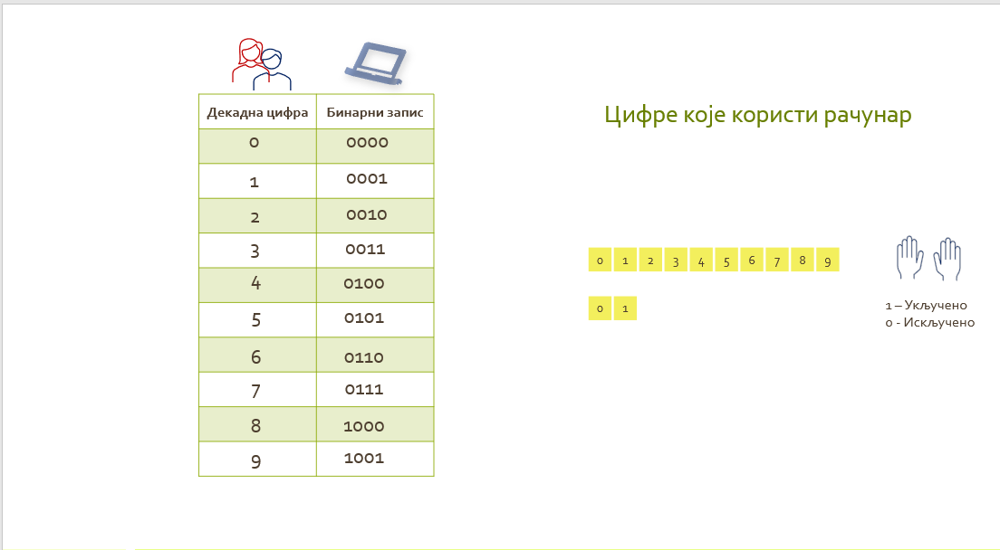 Декадна цифра Бинарни запис
0 0000
1 0001
2 0010
3 0011
4 0100
5 0101
6 0110
7 0111
8 1000
9 1001
Цифре које користи рачунар
0 1 2 3 4 5 6 7 8 9
0 1
1 – Укључено
0 - Искључено